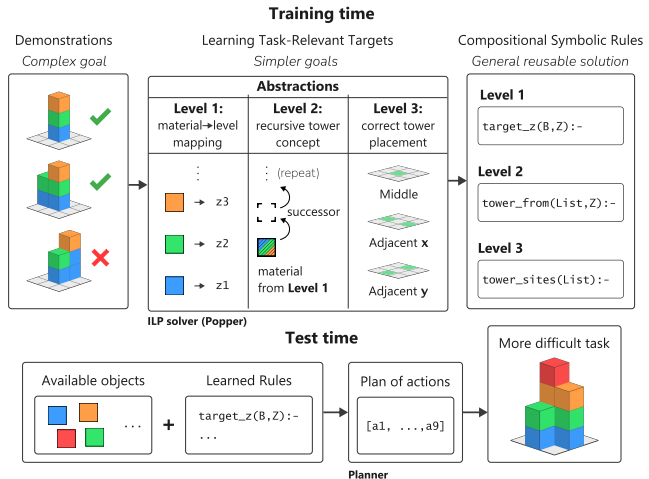 Training time
Demonstrations
Complex goal
Learning Task-Relevant Targets
Simpler goals
Compositional Symbolic Rules
General reusable solution
Abstractions
Level 1:
material→level
mapping
Level 2:
recursive tower
concept
Level 3:
correct tower
placement
⋮
z3
z2
z1
⋮
(repeat)
successor
material
from Level 1
Middle
Adjacent x
Adjacent y
ILP solver (Popper)
Level 1
target_z(B,Z):-
Level 2
tower_from(List,Z):-
Level 3
tower_sites(List):-
Test time
Available objects
...
+
Learned Rules
target_z(B,Z):-
...
Plan of actions
[a1, ...,a9]
Planner
More difficult task